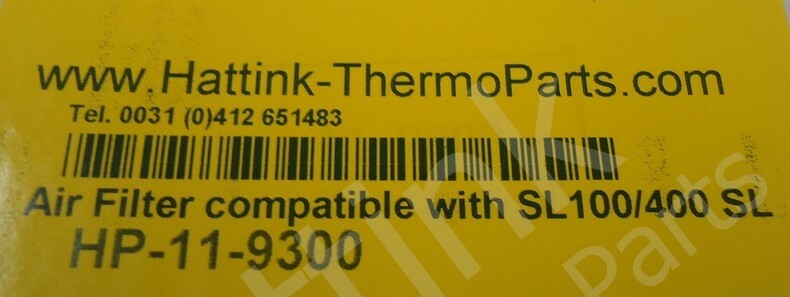 www.Hattink-ThermoParts.com
Tel. 0031 (0)412 651483
Air Filter compatible with SL100/400 SL
HP-11-9300
Parts